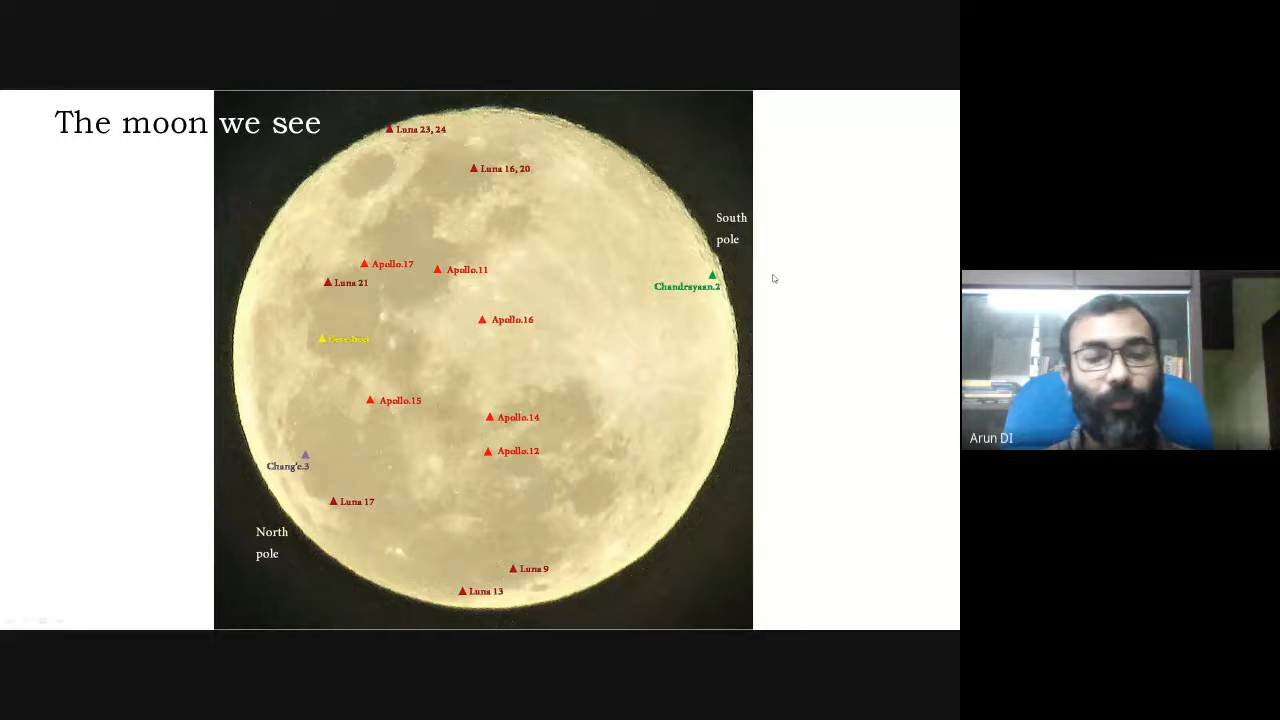 The moon we see
Luna 23, 24
Luna 16, 20
South
pole
Apollo.17
Apollo.11
Luna 21
Chandrayaan.2
Apollo.16
Apollo.15
Apollo.14
Apollo.12
Chang'e.3
Luna 17
North
pole
Luna 9
Luna 13
Arun DI